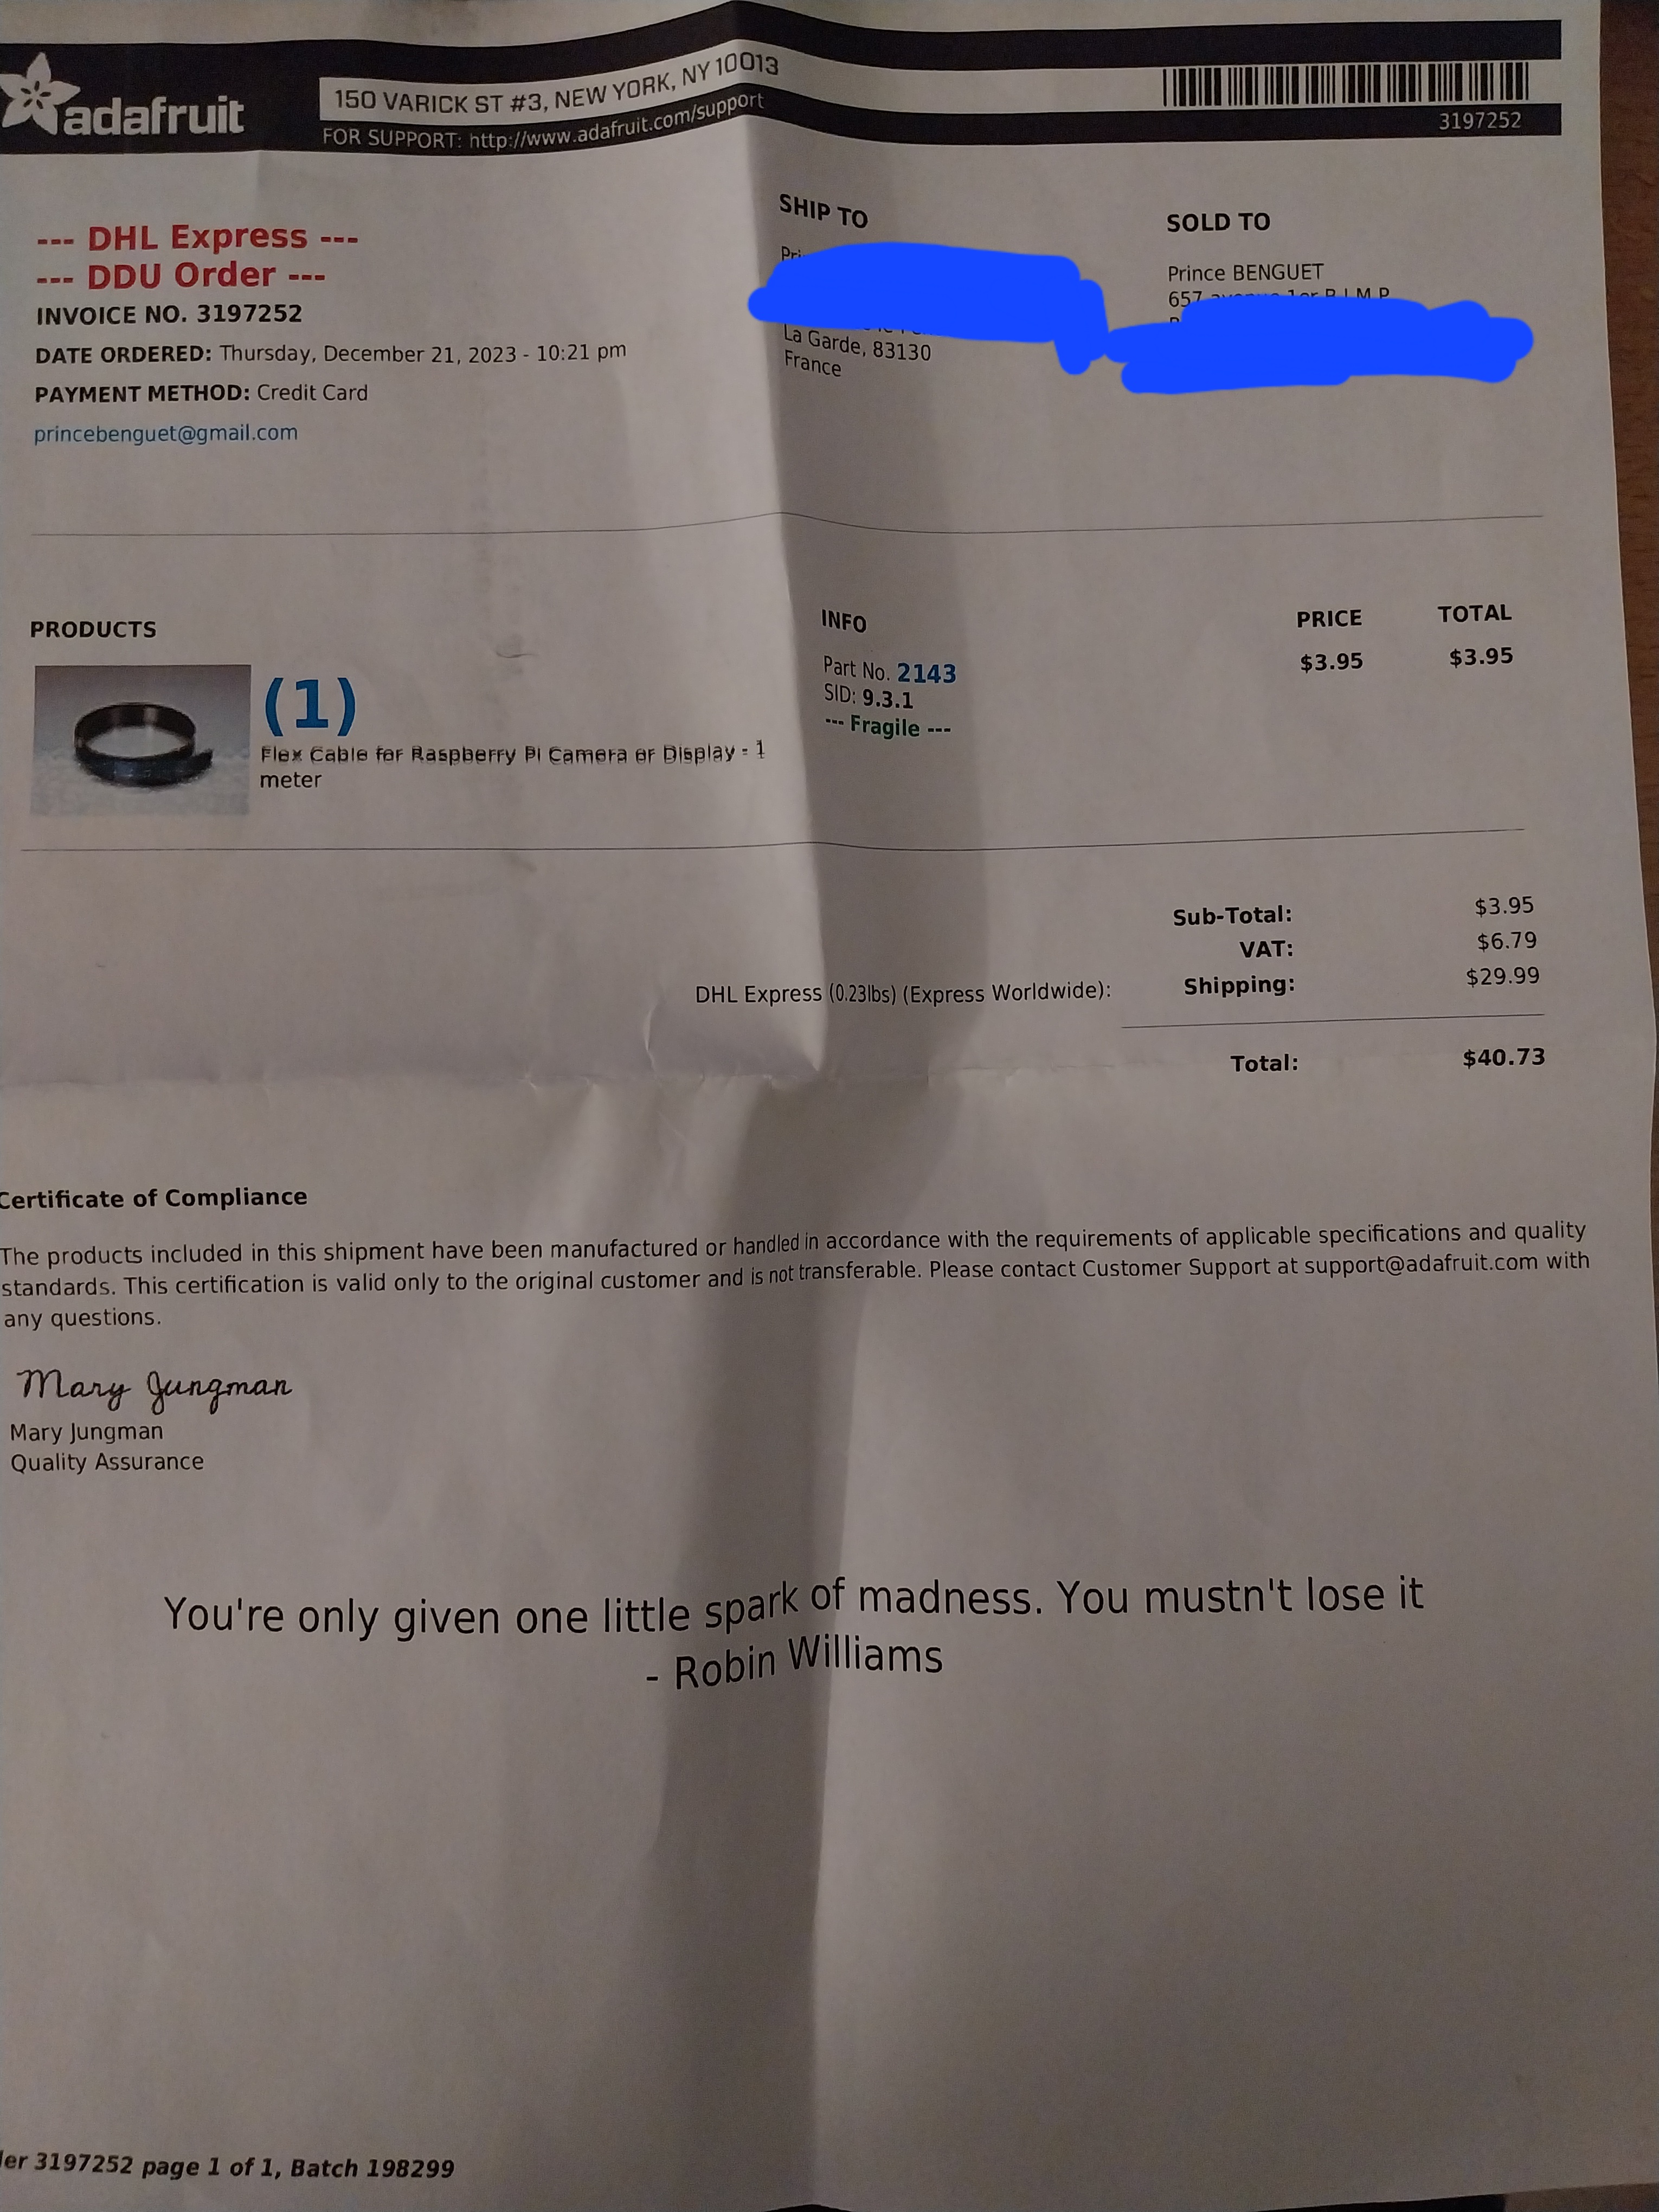 adafruit
150 VARICK ST #3, NEW YORK, NY 10013
FOR SUPPORT: http://www.adafruit.com/support
3197252
--- DHL Express ---
--- DDU Order ---
INVOICE NO. 3197252
DATE ORDERED: Thursday, December 21, 2023 - 10:21 pm
PAYMENT METHOD: Credit Card
princebenguet@gmail.com
SHIP TO
La Garde, 83130
France
SOLD TO
Prince BENGUET
657
PRODUCTS
(1)
Flex Cable for Raspberry Pi Camera or Display - 1
meter
INFO
Part No. 2143
SID: 9.3.1
--- Fragile ---
PRICE
$3.95
TOTAL
$3.95
Sub-Total: $3.95
VAT: $6.79
DHL Express (0.23lbs) (Express Worldwide): Shipping: $29.99
Total: $40.73
Certificate of Compliance
The products included in this shipment have been manufactured or handled in accordance with the requirements of applicable specifications and quality
standards. This certification is valid only to the original customer and is not transferable. Please contact Customer Support at support@adafruit.com with
any questions.
Mary Jungman
Mary Jungman
Quality Assurance
You're only given one little spark of madness. You mustn't lose it
- Robin Williams
3197252 page 1 of 1, Batch 198299